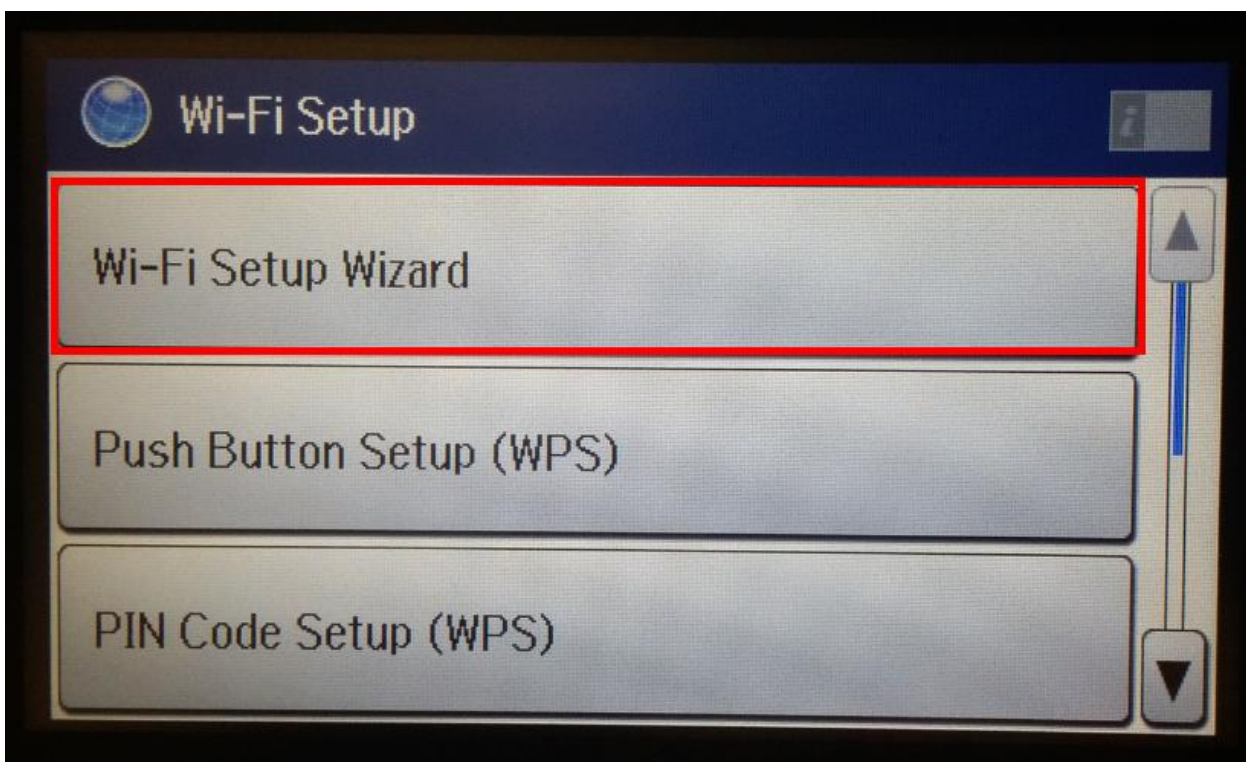 Wi-Fi Setup
i
Wi-Fi Setup Wizard
Push Button Setup (WPS)
PIN Code Setup (WPS)